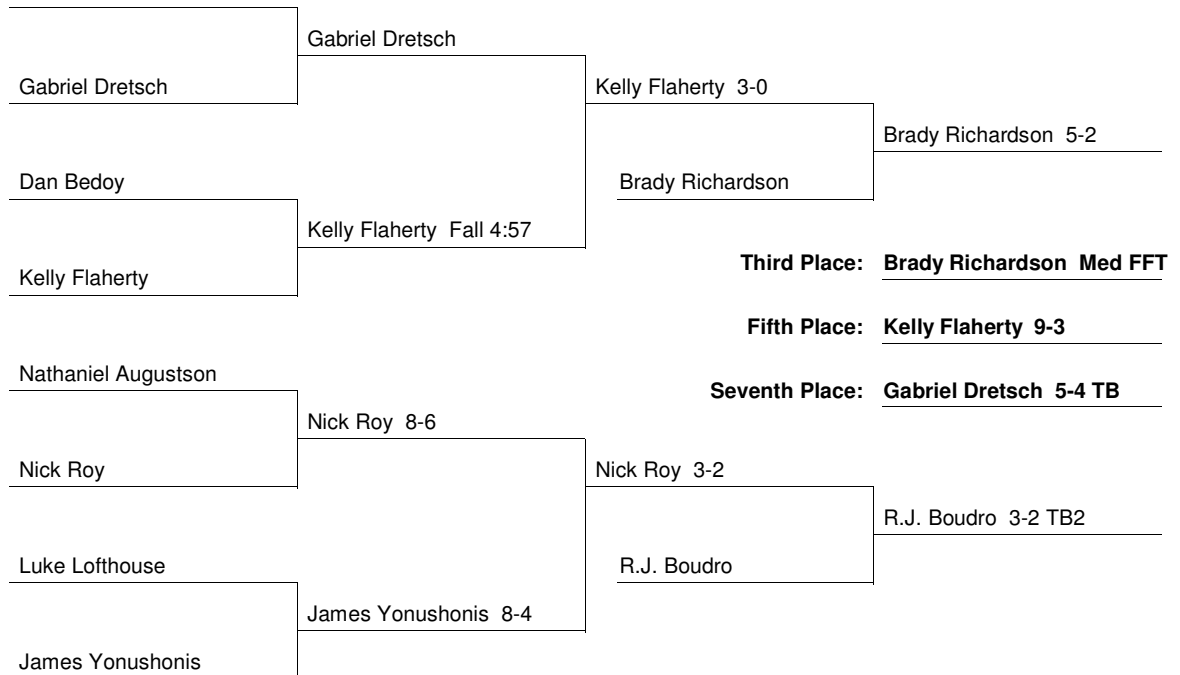 Gabriel Dretsch
Gabriel Dretsch
Kelly Flaherty 3-0
Brady Richardson 5-2
Dan Bedoy
Brady Richardson
Kelly Flaherty Fall 4:57
Third Place: Brady Richardson Med FFT
Kelly Flaherty
Fifth Place: Kelly Flaherty 9-3
Nathaniel Augustson
Seventh Place: Gabriel Dretsch 5-4 TB
Nick Roy 8-6
Nick Roy
Nick Roy 3-2
R.J. Boudro 3-2 TB2
Luke Lofthouse
R.J. Boudro
James Yonushonis 8-4
James Yonushonis